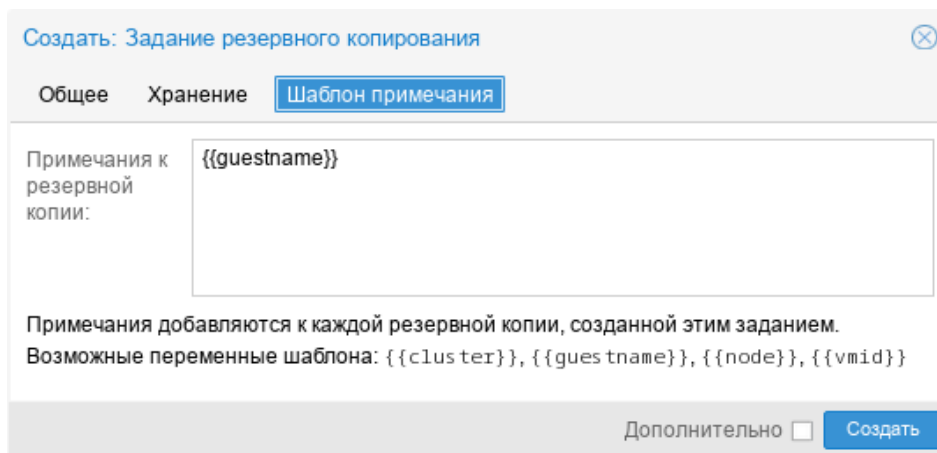 Создать: Задание резервного копирования
Общее Хранение Шаблон примечания
Примечания к
резервной
копии:
{{guestname}}
Примечания добавляются к каждой резервной копии, созданной этим заданием.
Возможные переменные шаблона: {{cluster}}, {{guestname}}, {{node}}, {{vmid}}
Дополнительно Создать